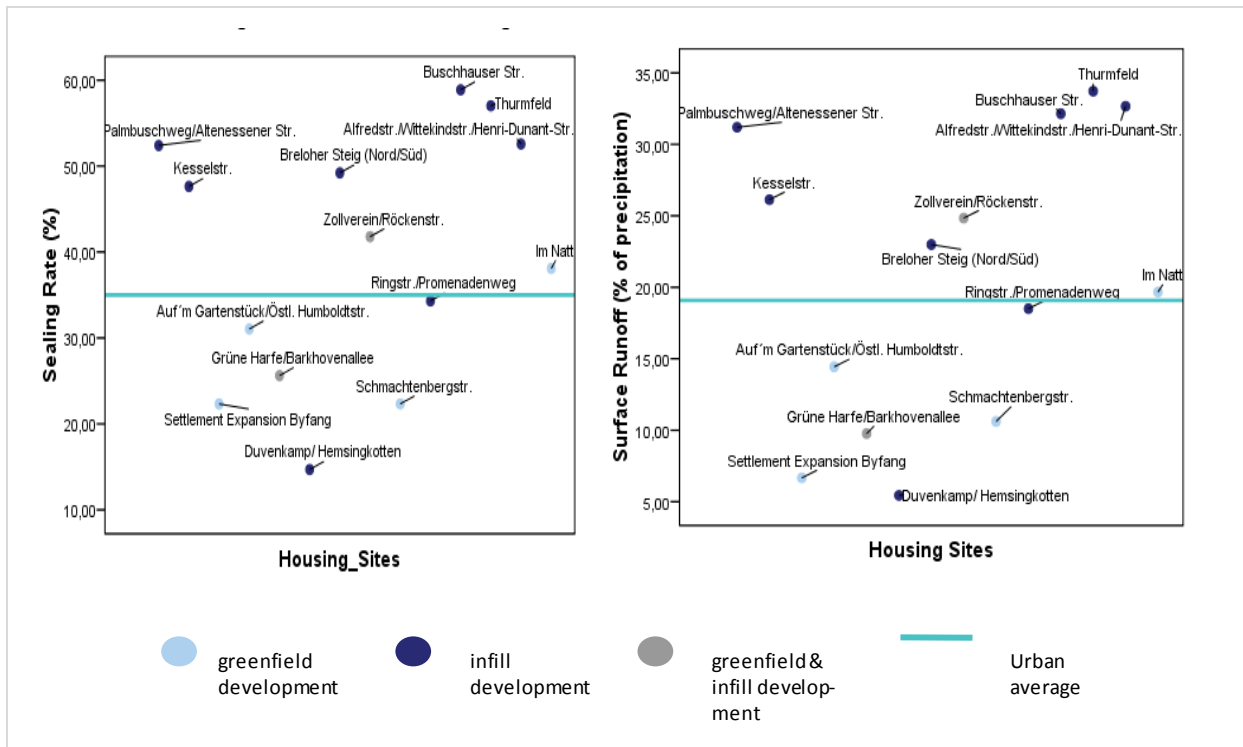 60,00
50,00
40,00
30,00
20,00
10,00
Sealing Rate (%)
Buschhauser Str.
Thurmfeld
Palmbuschweg/Altenessener Str.
Alfredstr./Wittekindstr./Henri-Dunant-Str.
Breloher Steig (Nord/Süd)
Kesselstr.
Zollverein/Röckenstr.
Im Natt
Ringstr./Promenadenweg
Auf´m Gartenstück/Östl. Humboldtstr.
Grüne Harfe/Barkhovenallee
Schmachtenbergstr.
Settlement Expansion Byfang
Duvenkamp/ Hemsingkotten
Housing_Sites
35,00
30,00
25,00
20,00
15,00
10,00
5,00
Surface Runoff (% of precipitation)
Thurmfeld
Buschhauser Str.
Palmbuschweg/Altenessener Str.
Alfredstr./Wittekindstr./Henri-Dunant-Str.
Kesselstr.
Zollverein/Röckenstr.
Breloher Steig (Nord/Süd)
Im Natt
Ringstr./Promenadenweg
Auf´m Gartenstück/Östl. Humboldtstr.
Schmachtenbergstr.
Grüne Harfe/Barkhovenallee
Settlement Expansion Byfang
Duvenkamp/ Hemsingkotten
Housing Sites
greenfield
development
infill
development
greenfield &
infill develop-
ment
Urban
average